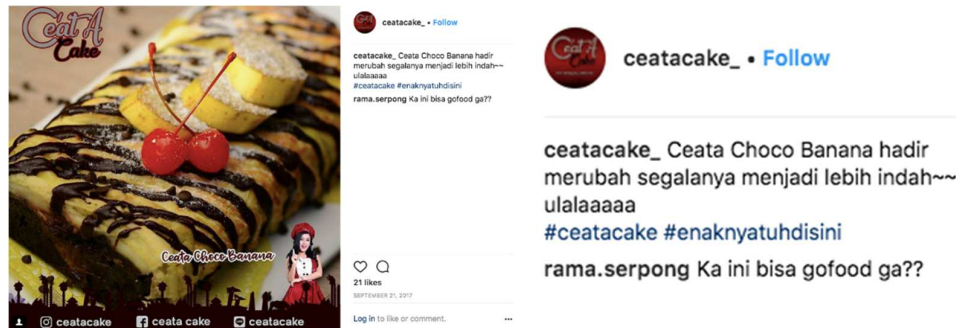 Ceat A
Cake
Ceata Choco Banana
ceatacake
ceata cake
ceatacake
ceatacake_ • Follow
ceatacake_ Ceata Choco Banana hadir
merubah segalanya menjadi lebih indah~~
ulalaaaaa
#ceatacake #enaknyatuhdisini
rama.serpong Ka ini bisa gofood ga??
21 likes
SEPTEMBER 21, 2017
Log in to like or comment.
Ceat A
Cake
ceatacake_ • Follow
ceatacake_ Ceata Choco Banana hadir
merubah segalanya menjadi lebih indah~~
ulalaaaaa
#ceatacake #enaknyatuhdisini
rama.serpong Ka ini bisa gofood ga??